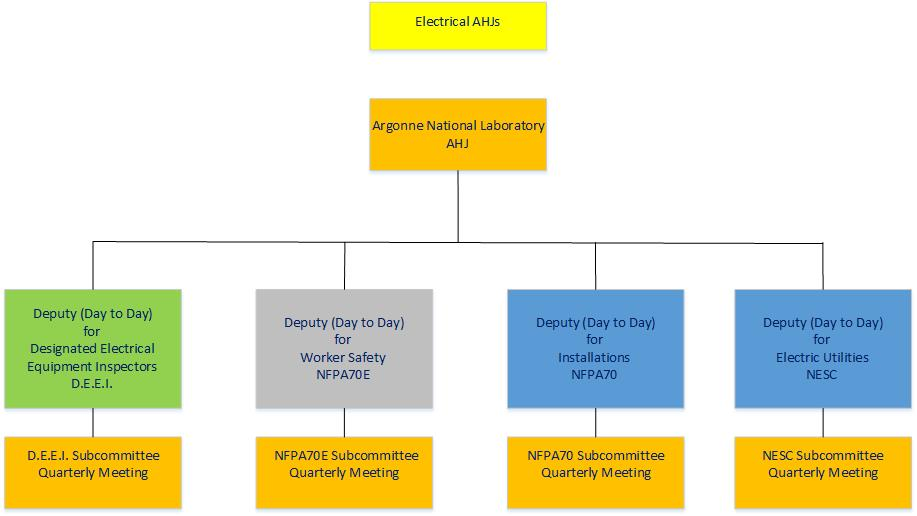 Electrical AHJs
Argonne National Laboratory
AHJ
Deputy (Day to Day)
for
Designated Electrical
Equipment Inspectors
D.E.E.I.
Deputy (Day to Day)
for
Worker Safety
NFPA70E
Deputy (Day to Day)
for
Installations
NFPA70
Deputy (Day to Day)
for
Electric Utilities
NESC
D.E.E.I. Subcommittee
Quarterly Meeting
NFPA70E Subcommittee
Quarterly Meeting
NFPA70 Subcommittee
Quarterly Meeting
NESC Subcommittee
Quarterly Meeting